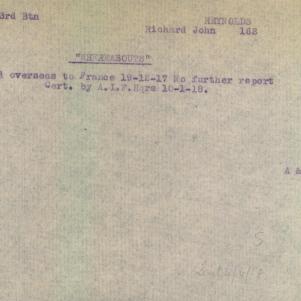 3rd Btn REYNOLDS
Richard John 162
"WHEREABOUTS"
overseas to France 19-12-17 No further report
Cert. by A.I.F.Hqrs 10-1-18.
A A
S